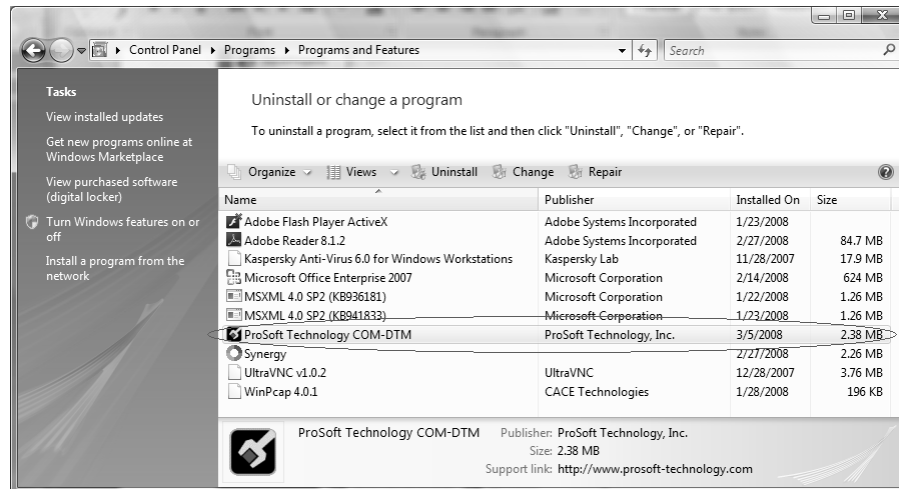 Control Panel ▸ Programs ▸ Programs and Features
Search
Tasks
View installed updates
Get new programs online at
Windows Marketplace
View purchased software
(digital locker)
Turn Windows features on or
off
Install a program from the
network
Uninstall or change a program
To uninstall a program, select it from the list and then click "Uninstall", "Change", or "Repair".
Organize Views Uninstall Change Repair
Name Publisher Installed On Size
Adobe Flash Player ActiveX Adobe Systems Incorporated 1/23/2008
Adobe Reader 8.1.2 Adobe Systems Incorporated 2/27/2008 84.7 MB
Kaspersky Anti-Virus 6.0 for Windows Workstations Kaspersky Lab 11/28/2007 17.9 MB
Microsoft Office Enterprise 2007 Microsoft Corporation 2/14/2008 624 MB
MSXML 4.0 SP2 (KB936181) Microsoft Corporation 1/22/2008 1.26 MB
MSXML 4.0 SP2 (KB941833) Microsoft Corporation 1/23/2008 1.26 MB
ProSoft Technology COM-DTM ProSoft Technology, Inc. 3/5/2008 2.38 MB
Synergy 2/27/2008 2.26 MB
UltraVNC v1.0.2 UltraVNC 12/28/2007 3.76 MB
WinPcap 4.0.1 CACE Technologies 1/28/2008 196 KB
ProSoft Technology COM-DTM Publisher: ProSoft Technology, Inc.
Size: 2.38 MB
Support link: http://www.prosoft-technology.com